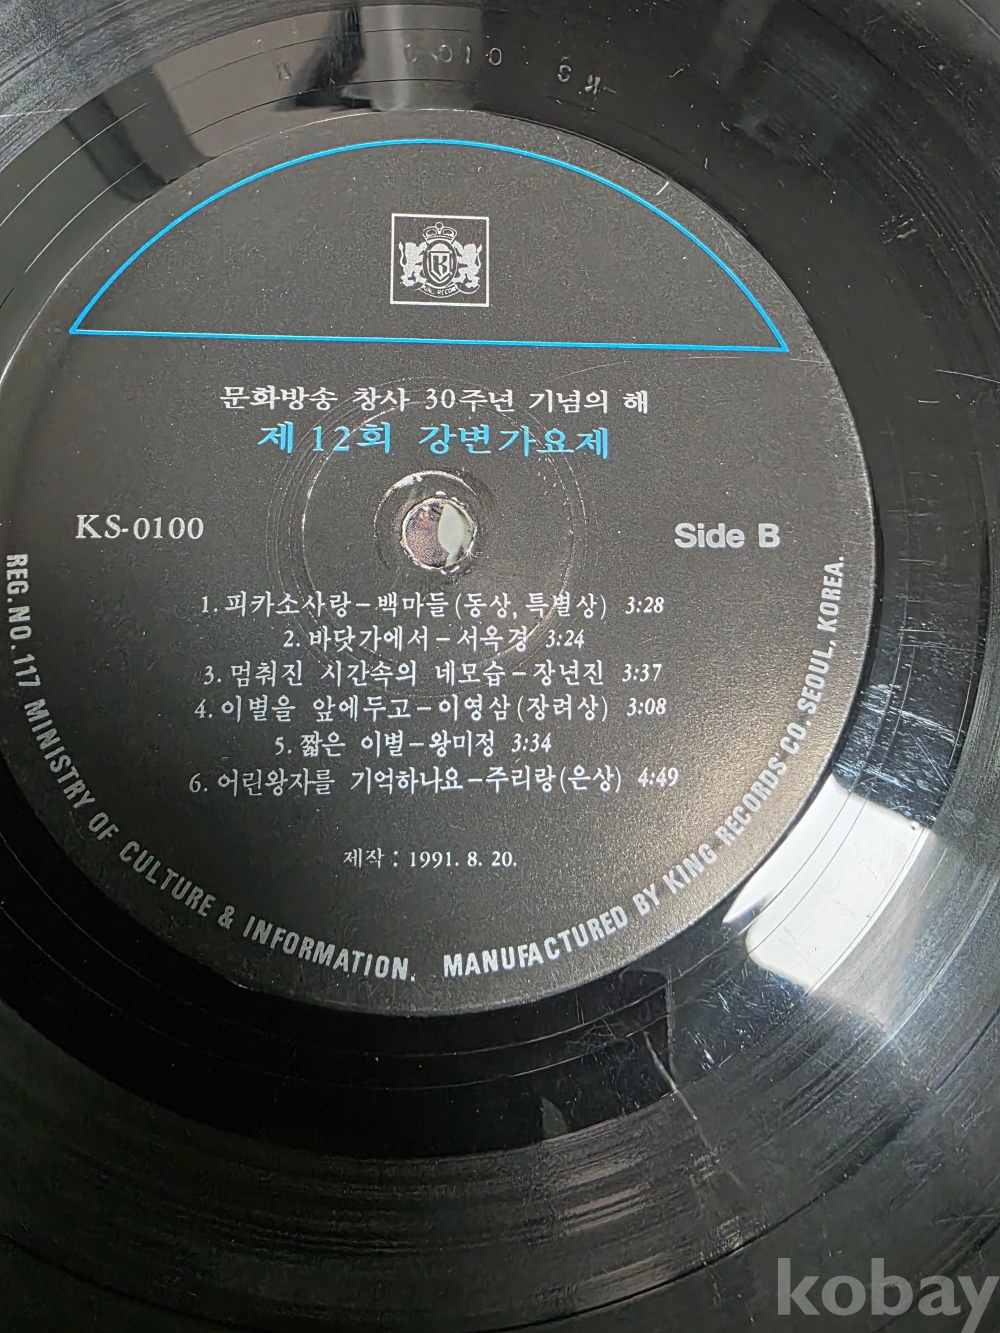 문화방송 창사 30주년 기념의 해
제 12회 강변가요제
KS-0100
Side B
1. 피카소사랑-백마들 (동상, 특별상) 3:28
2. 바닷가에서-서옥경 3:24
3. 멈춰진 시간속의 네모습-장년진 3:37
4. 이별을 앞에두고-이영삼 (장려상) 3:08
5. 짧은 이별-왕미정 3:34
6. 어린왕자를 기억하나요-주리랑 (은상) 4:49
제작 : 1991. 8. 20.
REG. NO. 117 MINISTRY OF CULTURE & INFORMATION. MANUFACTURED BY KING RECORDS CO. SEOUL, KOREA.
kobay